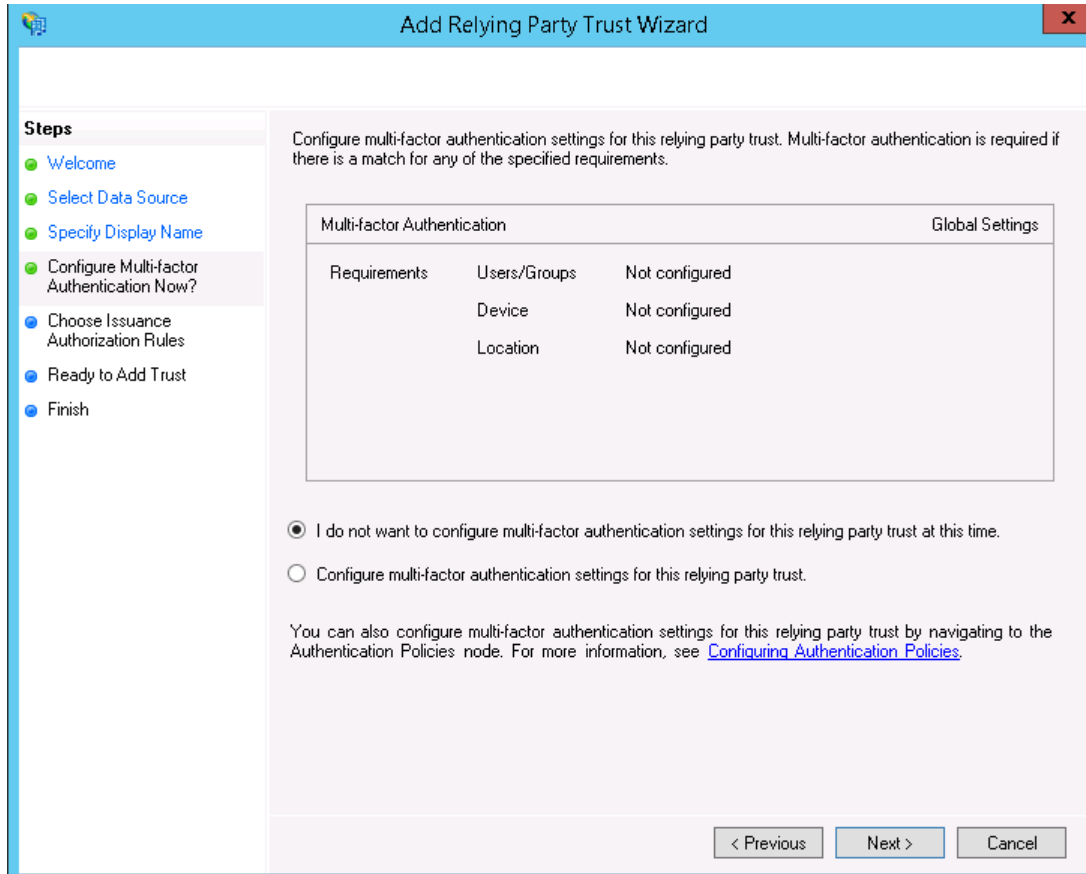 Add Relying Party Trust Wizard
x
Steps
Welcome
Select Data Source
Specify Display Name
Configure Multi-factor
Authentication Now?
Choose Issuance
Authorization Rules
Ready to Add Trust
Finish
Configure multi-factor authentication settings for this relying party trust. Multi-factor authentication is required if
there is a match for any of the specified requirements.
Multi-factor Authentication Global Settings
Requirements Users/Groups Not configured
Device Not configured
Location Not configured
I do not want to configure multi-factor authentication settings for this relying party trust at this time.
Configure multi-factor authentication settings for this relying party trust.
You can also configure multi-factor authentication settings for this relying party trust by navigating to the
Authentication Policies node. For more information, see Configuring Authentication Policies.
< Previous Next > Cancel